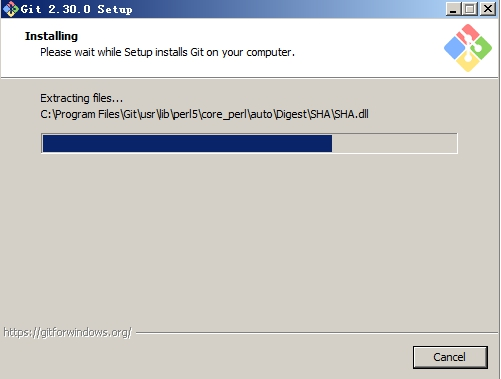 Git 2.30.0 Setup
Installing
Please wait while Setup installs Git on your computer.
Extracting files...
C:\Program Files\Git\usr\lib\perl5\core_perl\auto\Digest\SHA\SHA.dll
https://gitforwindows.org/
Cancel